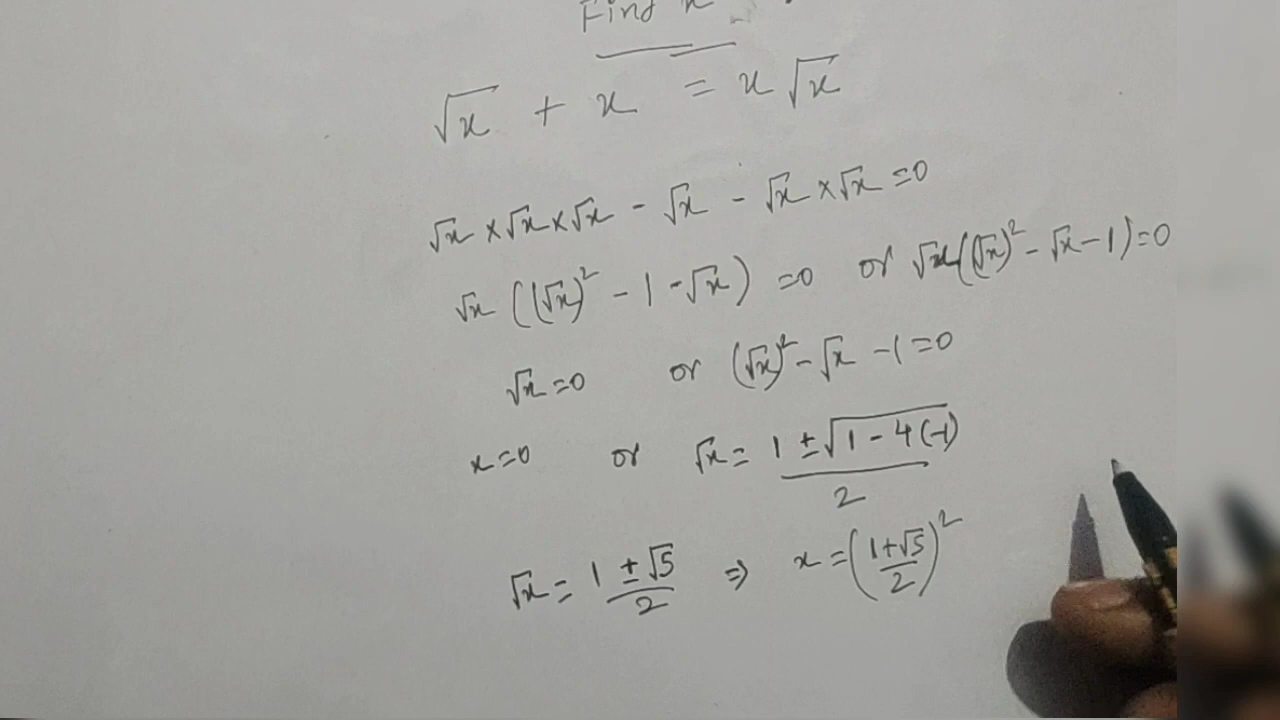 Find x
√x + x = x √x
√x × √x × √x - √x - √x × √x = 0
√x ((√x)² - 1 - √x) = 0 or √x((√x)² - √x - 1) = 0
√x = 0 or (√x)² - √x - 1 = 0
x = 0 or √x = (1 ± √(1 - 4(-1)))/2
√x = (1 ± √5)/2 ⇒ x = ((1+√5)/2)²